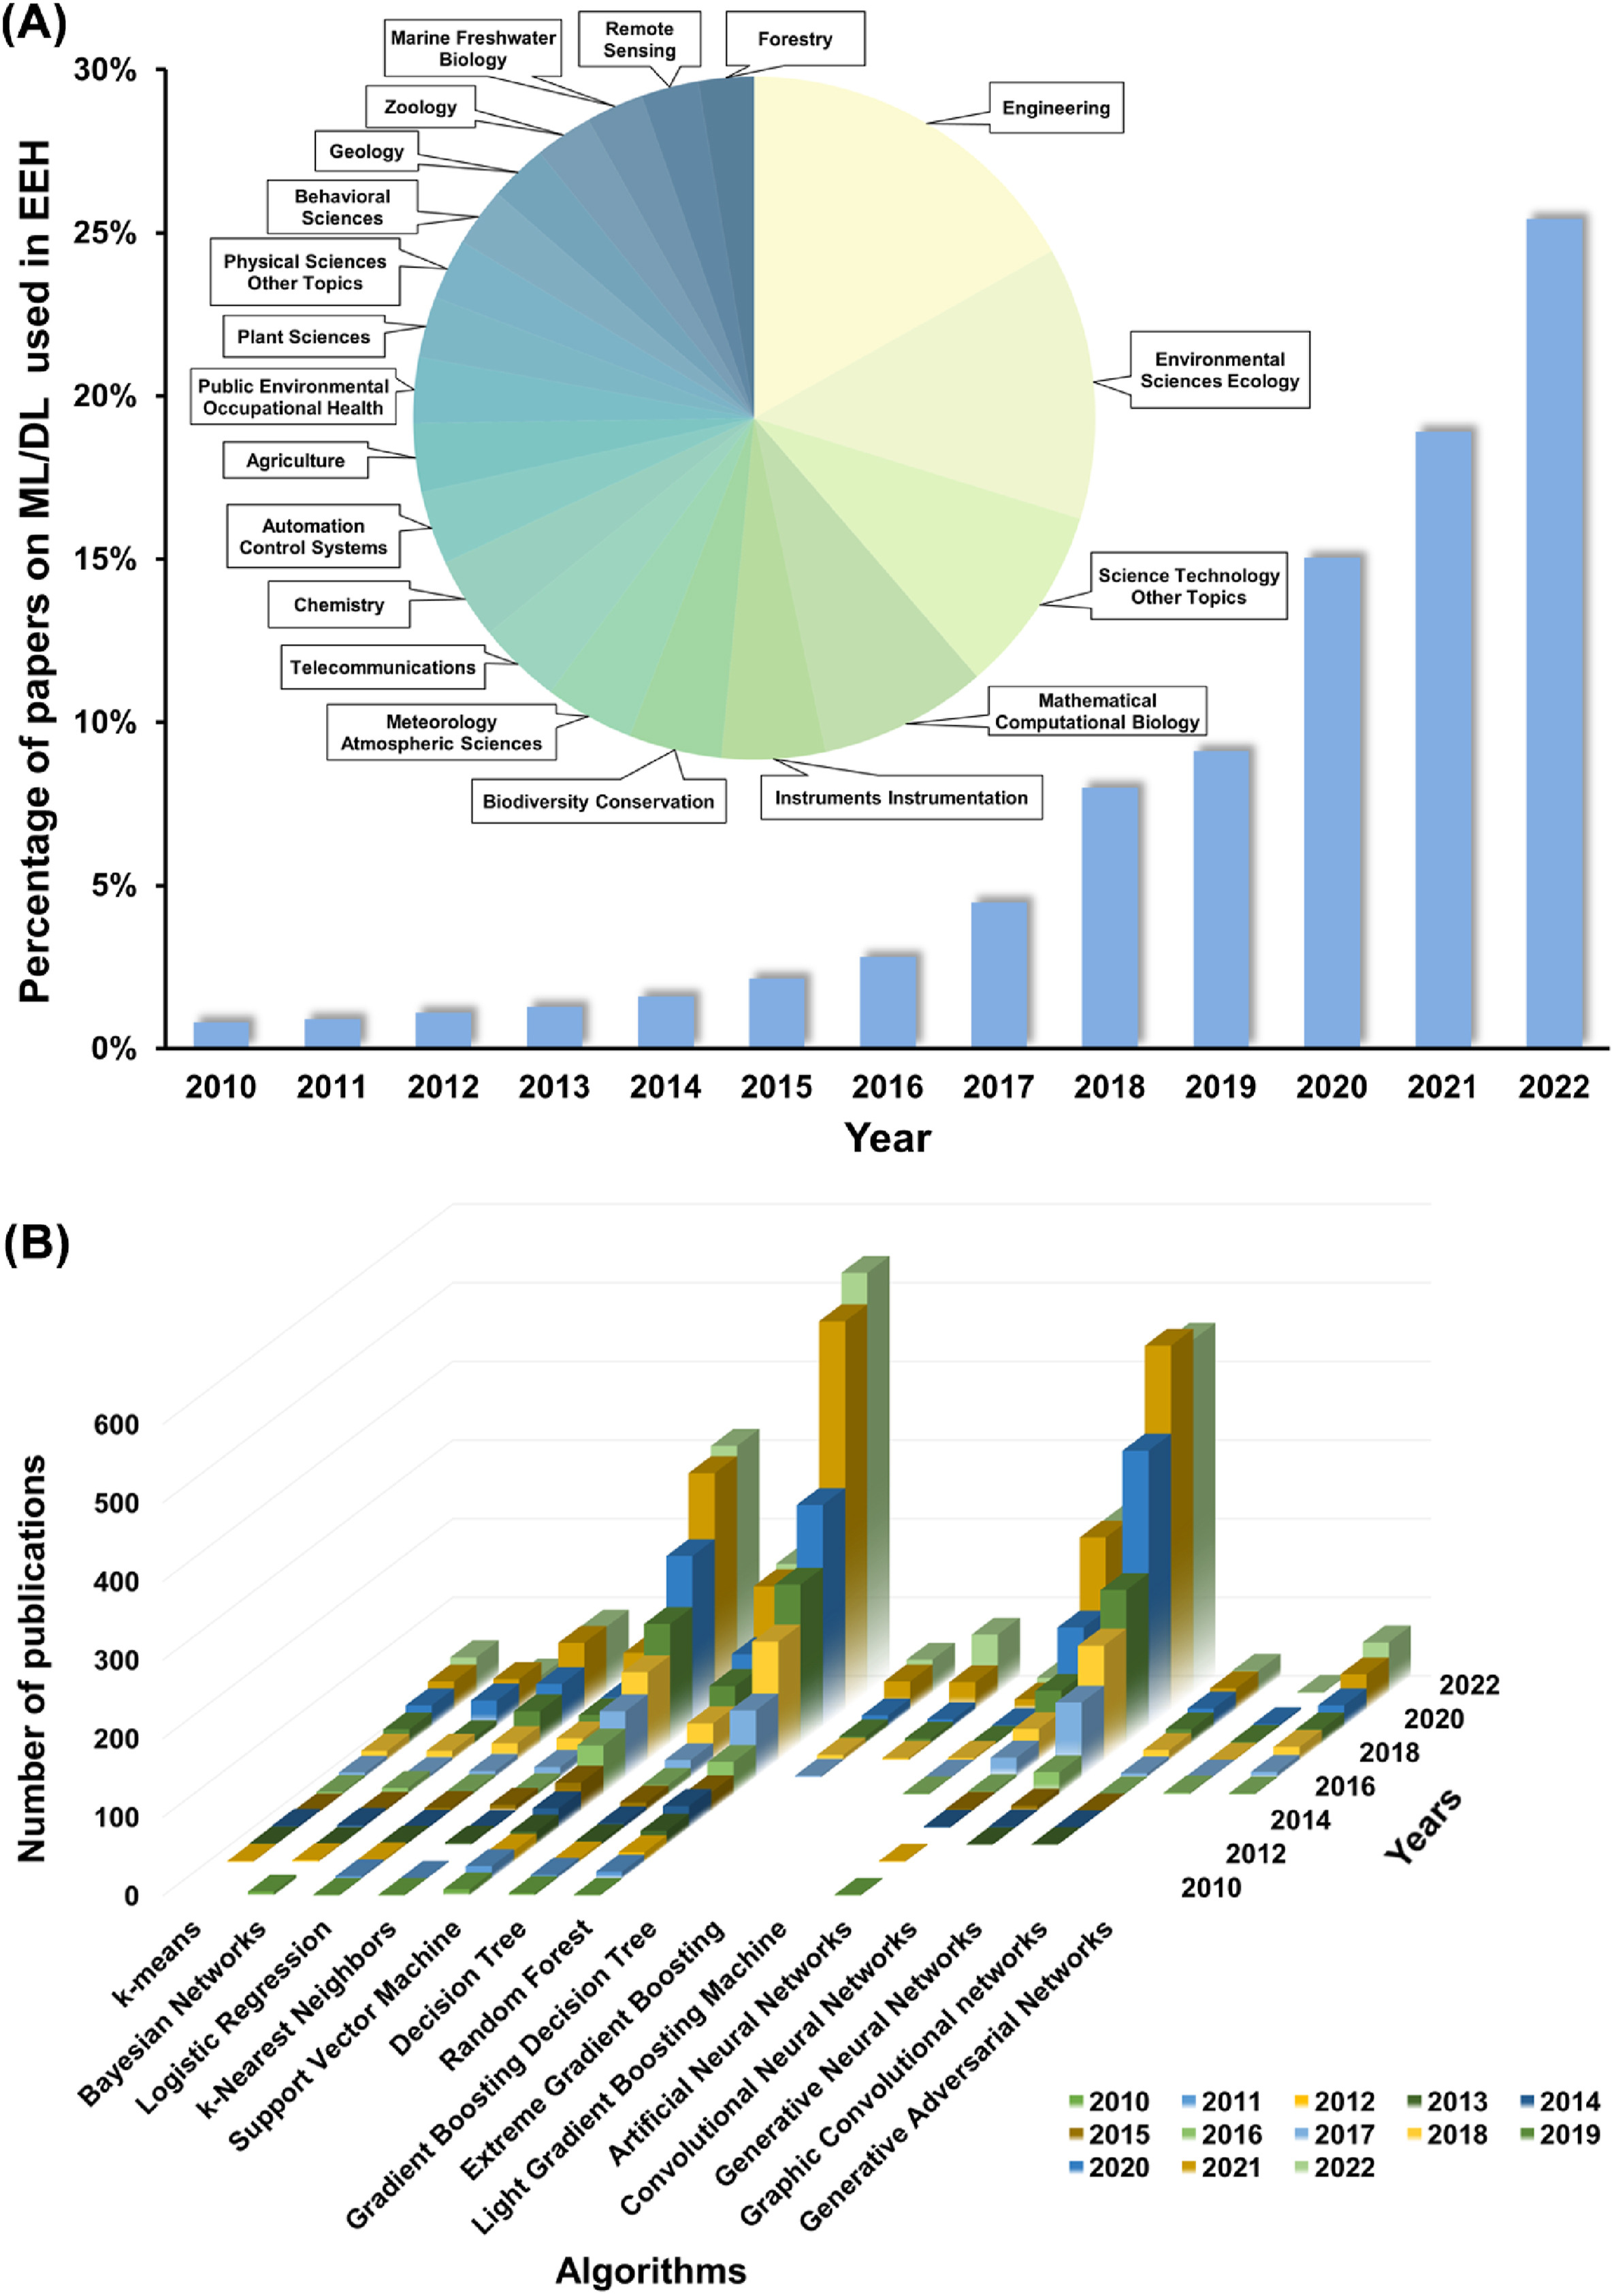 (A)
Percentage of papers on ML/DL used in EEH
30%
25%
20%
15%
10%
5%
0%
Marine Freshwater
Biology
Remote
Sensing
Forestry
Zoology
Engineering
Geology
Behavioral
Sciences
Physical Sciences
Other Topics
Plant Sciences
Environmental
Sciences Ecology
Public Environmental
Occupational Health
Agriculture
Automation
Control Systems
Science Technology
Other Topics
Chemistry
Telecommunications
Mathematical
Computational Biology
Meteorology
Atmospheric Sciences
Biodiversity Conservation
Instruments Instrumentation
2010 2011 2012 2013 2014 2015 2016 2017 2018 2019 2020 2021 2022
Year
(B)
Number of publications
600
500
400
300
200
100
0
2022
2020
2018
2016
2014
2012
2010
Years
k-means
Bayesian Networks
Logistic Regression
k-Nearest Neighbors
Support Vector Machine
Decision Tree
Random Forest
Gradient Boosting Decision Tree
Extreme Gradient Boosting
Light Gradient Boosting Machine
Artificial Neural Networks
Convolutional Neural Networks
Generative Neural Networks
Graphic Convolutional networks
Generative Adversarial Networks
2010 2011 2012 2013 2014
2015 2016 2017 2018 2019
2020 2021 2022
Algorithms